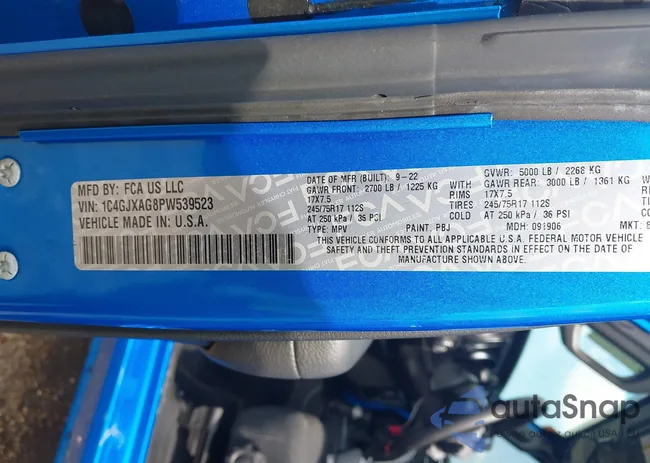 MFD BY: FCA US LLC
VIN: 1C4GJXAG8PW539523
VEHICLE MADE IN U.S.A.
DATE OF MFR (BUILT): 9-22 GVWR: 5000 LB / 2268 KG
GAWR FRONT: 2700 LB / 1225 KG WITH GAWR REAR: 3000 LB / 1361 KG
17X7.5 RIMS 17X7.5
245/75R17 112S TIRES 245/75R17 112S
AT 250 kPa / 36 PSI COLD AT 250 kPa / 36 PSI
TYPE: MPV PAINT: PBJ MDH: 091906 MKT:
THIS VEHICLE CONFORMS TO ALL APPLICABLE U.S.A. FEDERAL MOTOR VEHICLE
SAFETY AND THEFT PREVENTION STANDARDS IN EFFECT ON THE DATE OF
MANUFACTURE SHOWN ABOVE.
FCA
autoSnap